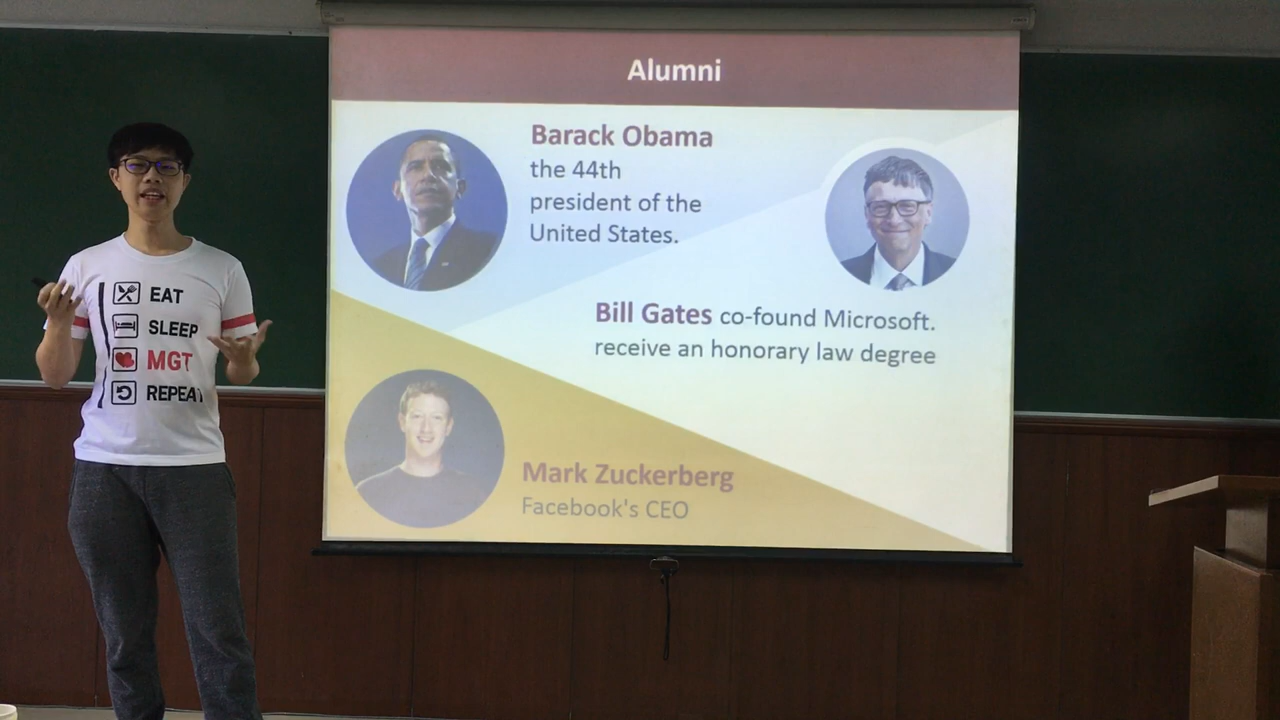 Alumni
Barack Obama
the 44th
president of the
United States.
Bill Gates co-found Microsoft.
receive an honorary law degree
Mark Zuckerberg
Facebook's CEO
EAT
SLEEP
MGT
REPEAT